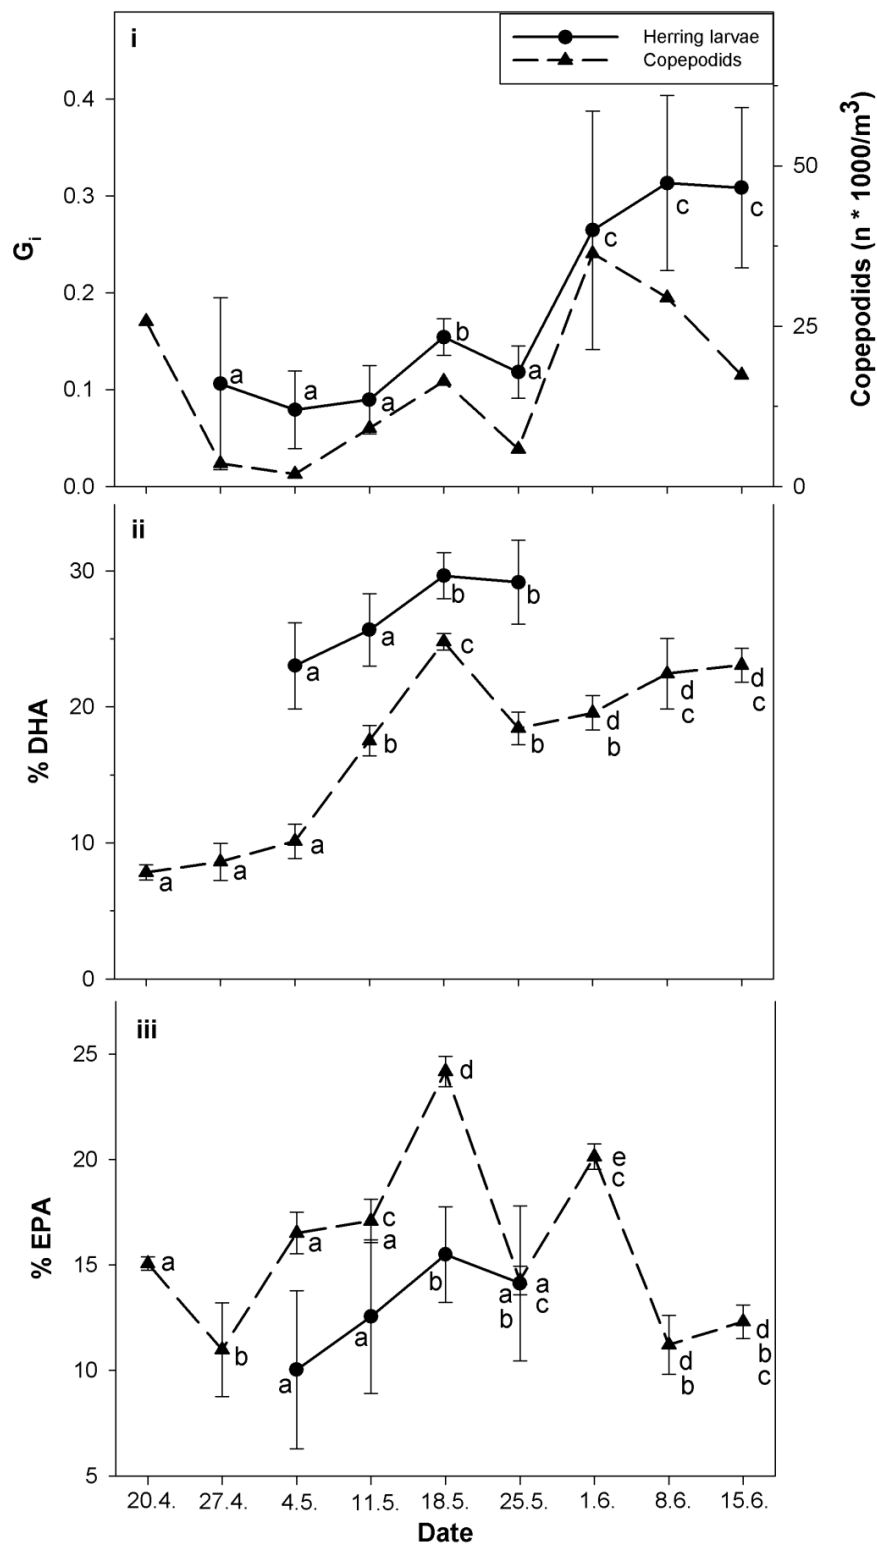 i
Herring larvae
Copepodids
0.4
0.3
0.2
0.1
0.0
G_i
50
25
0
Copepodids (n * 1000/m³)
a
a
a
b
a
c
c
c
ii
30
20
10
0
% DHA
a
a
b
b
a
a
a
b
c
b
d
b
d
c
d
c
iii
25
20
15
10
5
% EPA
a
b
a
c
a
d
a
c
e
c
d
b
d
b
c
a
a
b
a
b
20.4. 27.4. 4.5. 11.5. 18.5. 25.5. 1.6. 8.6. 15.6.
Date